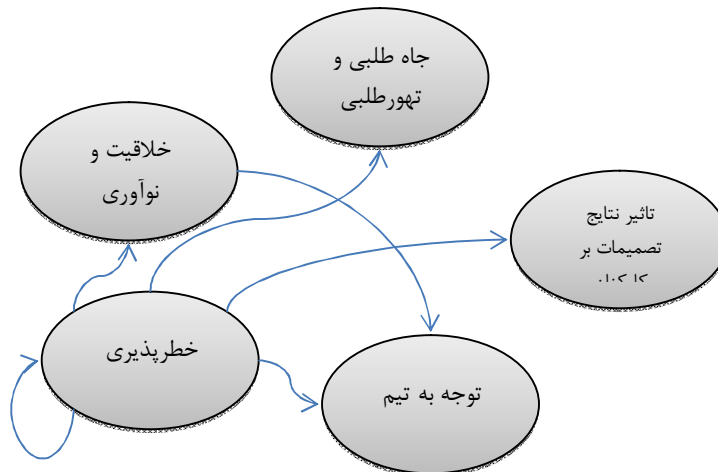 جاه طلبی و
تهورطلبی
خلاقیت و
نوآوری
تاثیر نتایج
تصمیمات بر
خطرپذیری
توجه به تیم